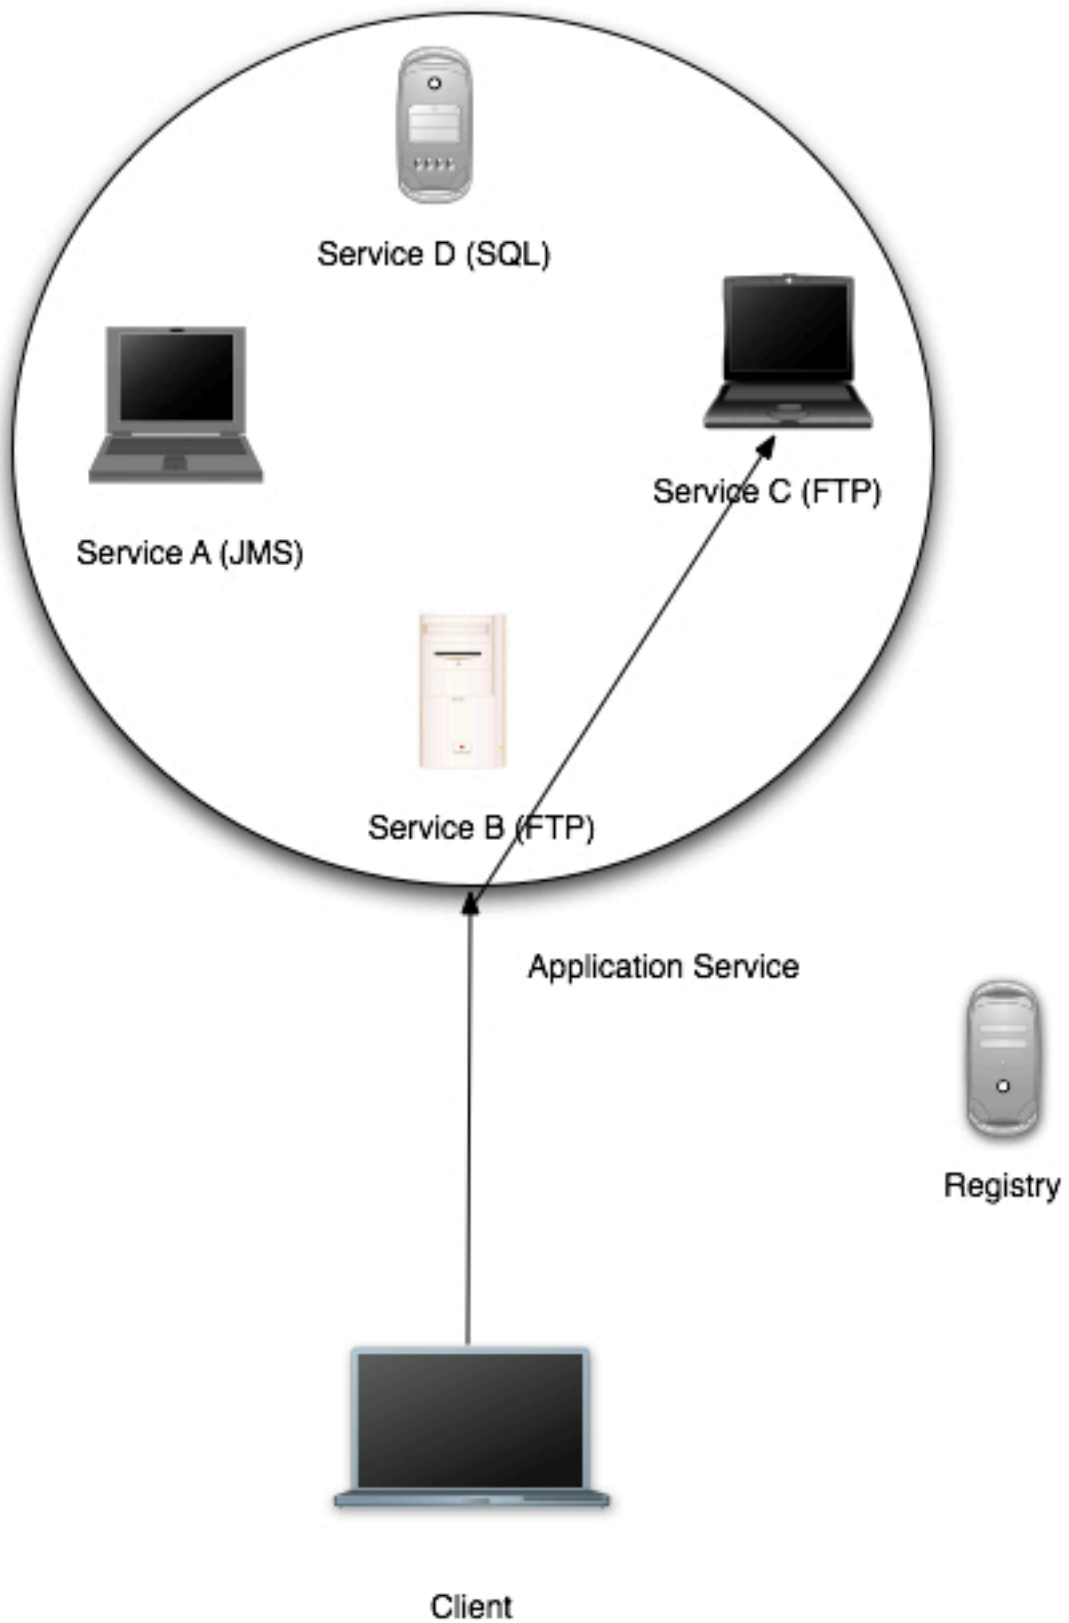 Service D (SQL)
Service C (FTP)
Service A (JMS)
Service B (FTP)
Application Service
Registry
Client